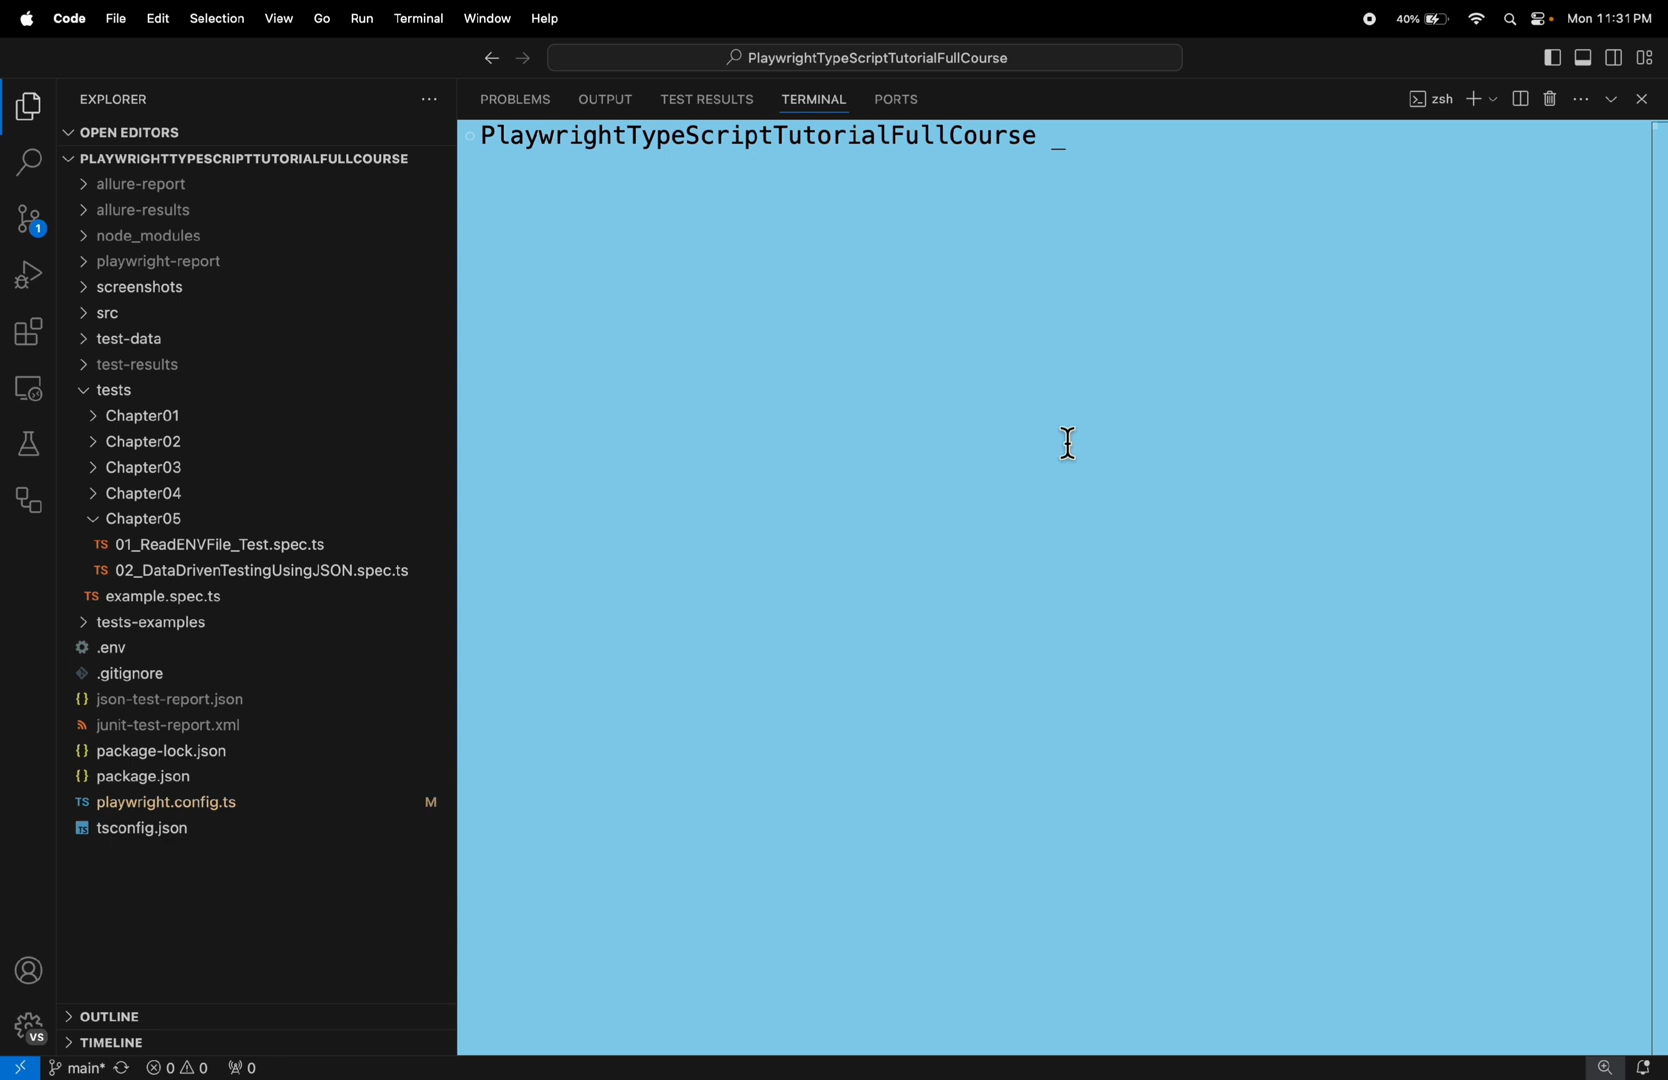 Code File Edit Selection View Go Run Terminal Window Help 40% Mon 11:31 PM
PlaywrightTypeScriptTutorialFullCourse
EXPLORER
OPEN EDITORS
PLAYWRIGHTTYPESCRIPTTUTORIALFULLCOURSE
allure-report
allure-results
node_modules
playwright-report
screenshots
src
test-data
test-results
tests
Chapter01
Chapter02
Chapter03
Chapter04
Chapter05
TS 01_ReadENVFile_Test.spec.ts
TS 02_DataDrivenTestingUsingJSON.spec.ts
TS example.spec.ts
tests-examples
.env
.gitignore
{} json-test-report.json
junit-test-report.xml
{} package-lock.json
{} package.json
TS playwright.config.ts M
TS tsconfig.json
OUTLINE
TIMELINE
1
VS
PROBLEMS OUTPUT TEST RESULTS TERMINAL PORTS zsh
PlaywrightTypeScriptTutorialFullCourse _
main* 0 0 0